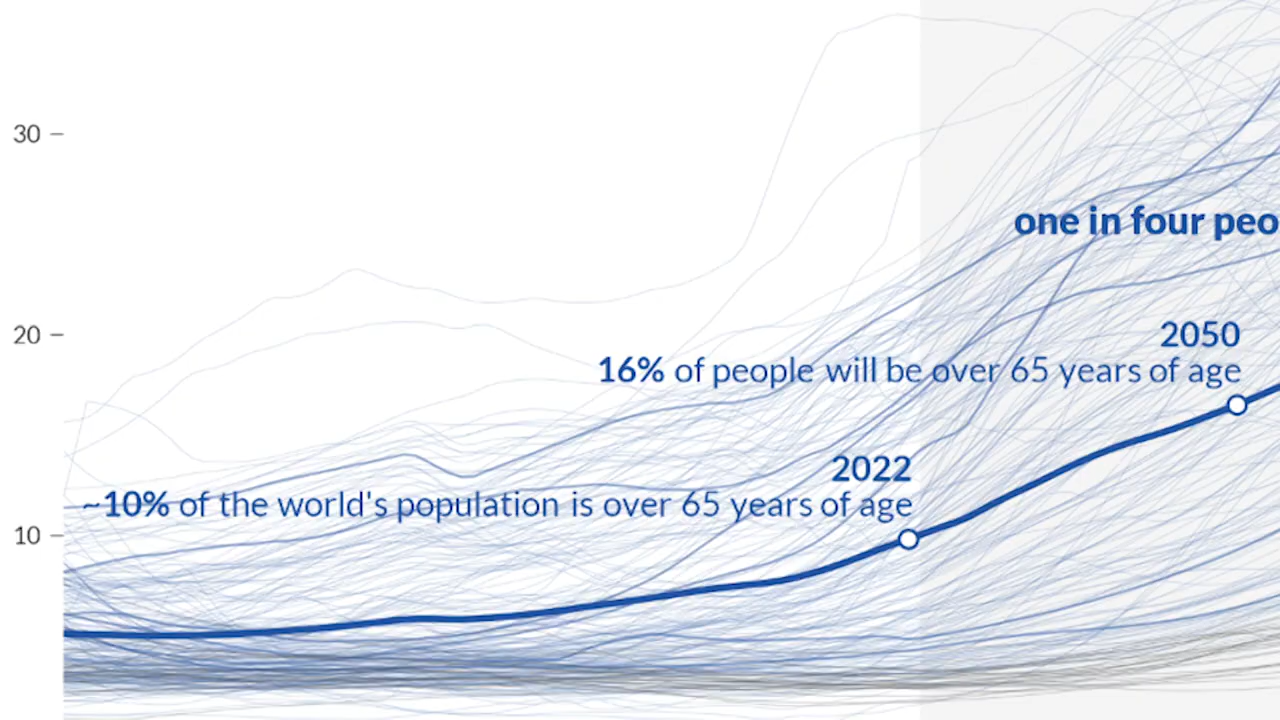 30
one in four peo
20
2050
16% of people will be over 65 years of age
2022
~10% of the world's population is over 65 years of age
10